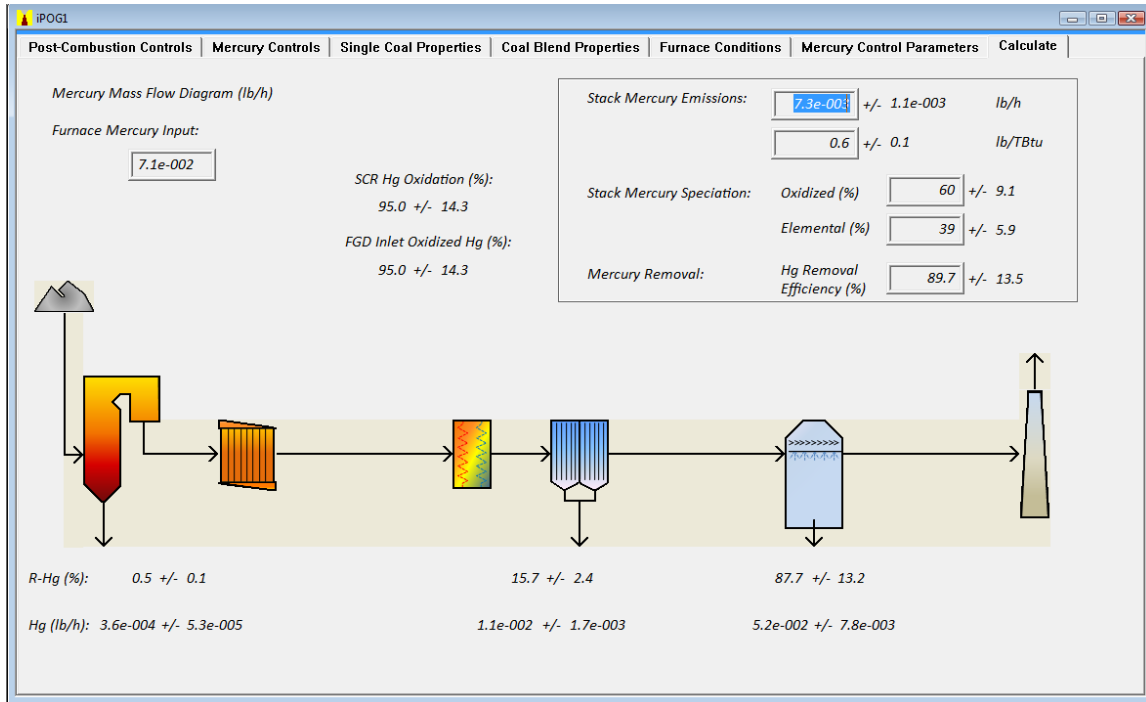 iPOG1
Post-Combustion Controls Mercury Controls Single Coal Properties Coal Blend Properties Furnace Conditions Mercury Control Parameters Calculate
Mercury Mass Flow Diagram (lb/h)
Furnace Mercury Input:
7.1e-002
SCR Hg Oxidation (%):
95.0 +/- 14.3
FGD Inlet Oxidized Hg (%):
95.0 +/- 14.3
Stack Mercury Emissions: 7.3e-003 +/- 1.1e-003 lb/h
0.6 +/- 0.1 lb/TBtu
Stack Mercury Speciation: Oxidized (%) 60 +/- 9.1
Elemental (%) 39 +/- 5.9
Mercury Removal: Hg Removal
Efficiency (%) 89.7 +/- 13.5
>>>>>>>>>
R-Hg (%): 0.5 +/- 0.1 15.7 +/- 2.4 87.7 +/- 13.2
Hg (lb/h): 3.6e-004 +/- 5.3e-005 1.1e-002 +/- 1.7e-003 5.2e-002 +/- 7.8e-003